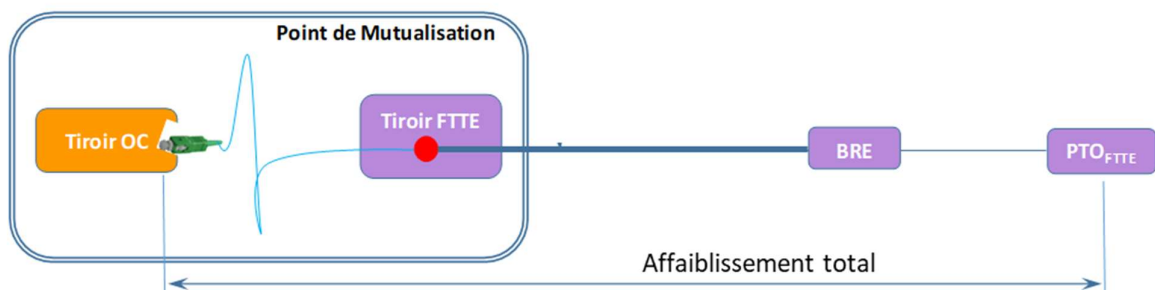 Point de Mutualisation
Tiroir OC
Tiroir FTTE
BRE
PTOFTTE
Affaiblissement total